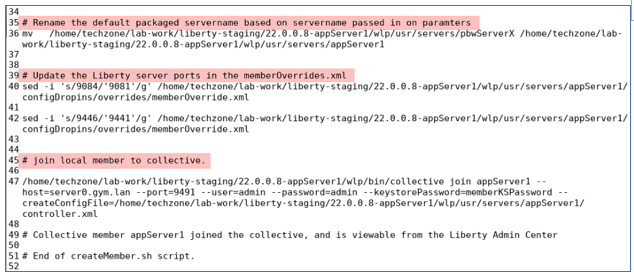 34
35 # Rename the default packaged servername based on servername passed in on paramters
36 mv   /home/techzone/lab-work/liberty-staging/22.0.0.8-appServer1/wlp/usr/servers/pbwServerX /home/techzone/lab-
work/liberty-staging/22.0.0.8-appServer1/wlp/usr/servers/appServer1
37
38
39 # Update the Liberty server ports in the memberOverrides.xml
40 sed -i 's/9084/'9081'/g' /home/techzone/lab-work/liberty-staging/22.0.0.8-appServer1/wlp/usr/servers/appServer1/
configDropins/overrides/memberOverride.xml
41
42 sed -i 's/9446/'9441'/g' /home/techzone/lab-work/liberty-staging/22.0.0.8-appServer1/wlp/usr/servers/appServer1/
configDropins/overrides/memberOverride.xml
43
44
45 # join local member to collective.
46
47 /home/techzone/lab-work/liberty-staging/22.0.0.8-appServer1/wlp/bin/collective join appServer1 --
host=server0.gym.lan --port=9491 --user=admin --password=admin --keystorePassword=memberKSPassword --
createConfigFile=/home/techzone/lab-work/liberty-staging/22.0.0.8-appServer1/wlp/usr/servers/appServer1/
controller.xml
48
49 # Collective member appServer1 joined the collective, and is viewable from the Liberty Admin Center
50
51 # End of createMember.sh script.
52